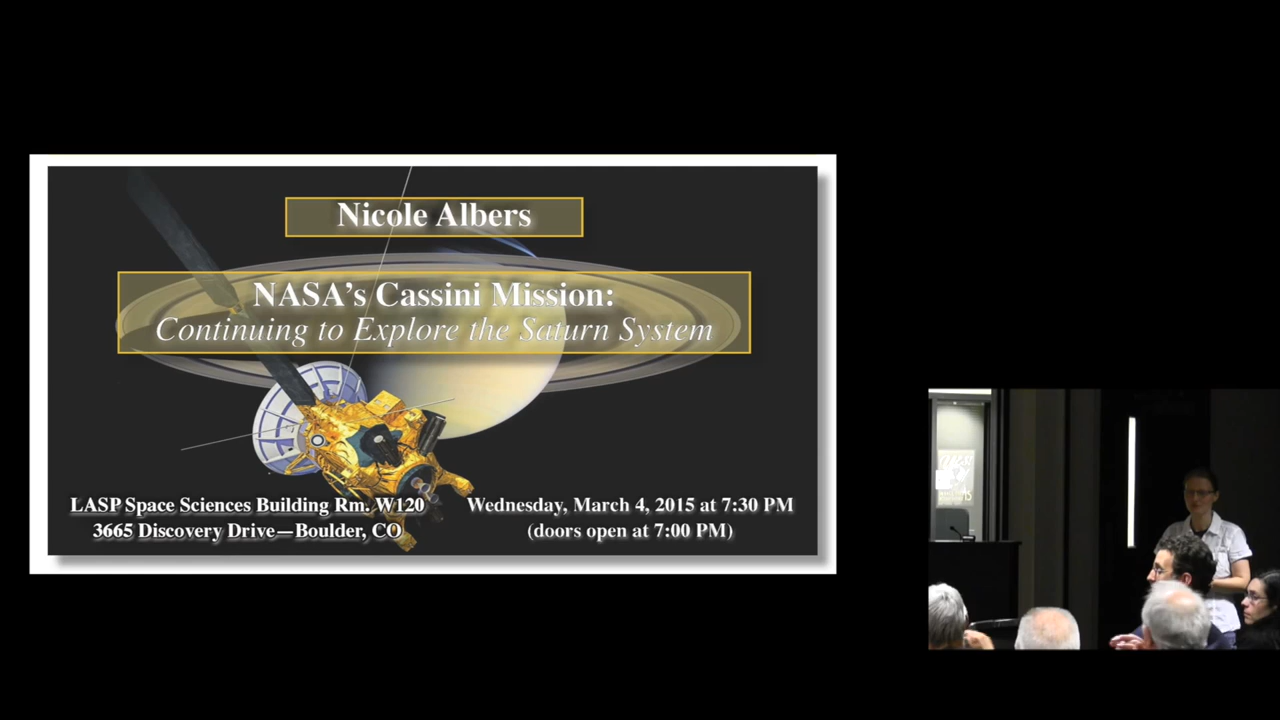 Nicole Albers
NASA's Cassini Mission:
Continuing to Explore the Saturn System
LASP Space Sciences Building Rm. W120
3665 Discovery Drive—Boulder, CO
Wednesday, March 4, 2015 at 7:30 PM
(doors open at 7:00 PM)